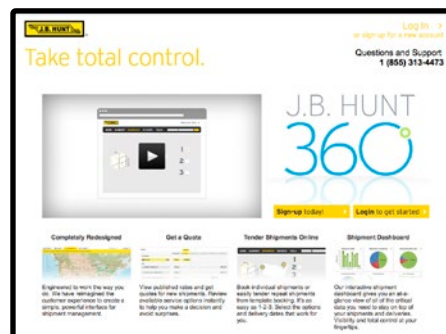 J.B. HUNT
Log In >
or sign up for a new account
Take total control.
Questions and Support
1 (855) 313-4473
1
2
3
J.B. HUNT
360°
Sign-up today! >
Login to get started >
Completely Redesigned
Get a Quote
Tender Shipments Online
Shipment Dashboard
Engineered to work the way you
do. We have reimagined the
customer experience to create a
simple, powerful interface for
shipment management.
View published rates and get
quotes for new shipments. Review
available service options instantly
to help you make a decision and
avoid surprises.
Book individual shipments or
easily tender repeat shipments
from template booking. It's as
easy as 1-2-3. Select the options
and delivery dates that work for
you.
Our interactive shipment
dashboard gives you an at-a-
glance view of all of the critical
data you need to stay on top of
your shipments and deliveries.
Visibility and total control at your
fingertips.